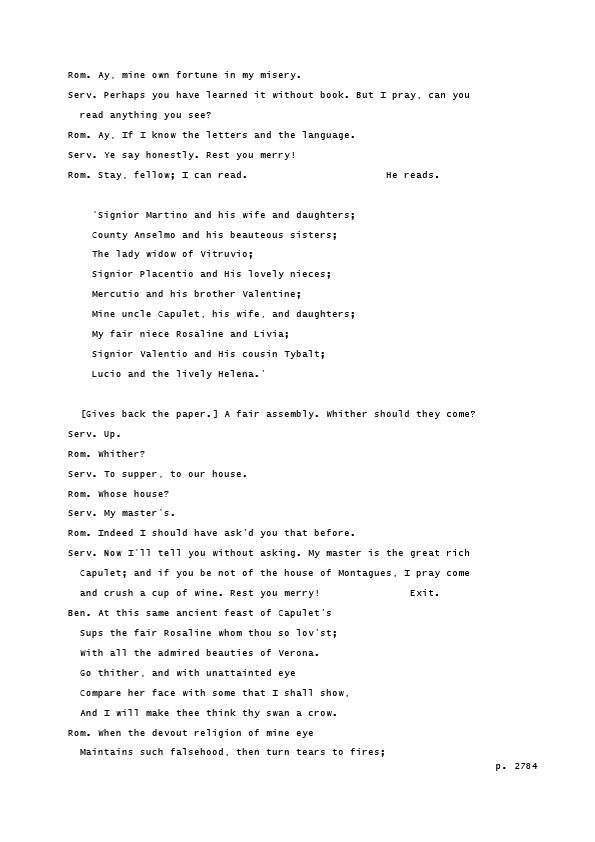 Rom. Ay, mine own fortune in my misery.
Serv. Perhaps you have learned it without book. But I pray, can you
read anything you see?
Rom. Ay, If I know the letters and the language.
Serv. Ye say honestly. Rest you merry!
Rom. Stay, fellow; I can read. He reads.
'Signior Martino and his wife and daughters;
County Anselmo and his beauteous sisters;
The lady widow of Vitruvio;
Signior Placentio and His lovely nieces;
Mercutio and his brother Valentine;
Mine uncle Capulet, his wife, and daughters;
My fair niece Rosaline and Livia;
Signior Valentio and His cousin Tybalt;
Lucio and the lively Helena.'
[Gives back the paper.] A fair assembly. Whither should they come?
Serv. Up.
Rom. Whither?
Serv. To supper, to our house.
Rom. Whose house?
Serv. My master's.
Rom. Indeed I should have ask'd you that before.
Serv. Now I'll tell you without asking. My master is the great rich
Capulet; and if you be not of the house of Montagues, I pray come
and crush a cup of wine. Rest you merry! Exit.
Ben. At this same ancient feast of Capulet's
Sups the fair Rosaline whom thou so lov'st;
With all the admired beauties of Verona.
Go thither, and with unattainted eye
Compare her face with some that I shall show,
And I will make thee think thy swan a crow.
Rom. When the devout religion of mine eye
Maintains such falsehood, then turn tears to fires;
p. 2784